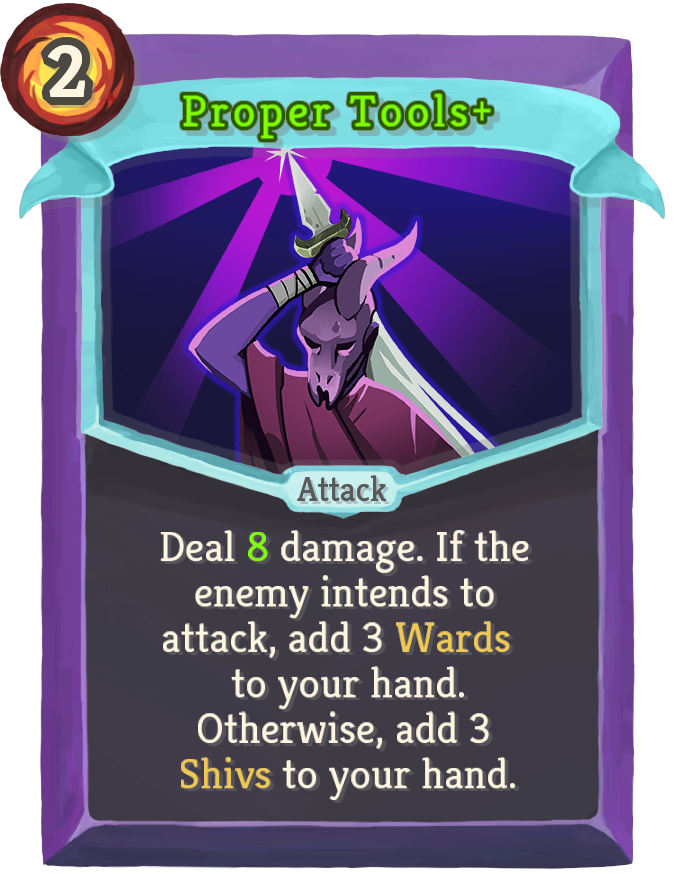 2
Proper Tools+
Attack
Deal 8 damage. If the
enemy intends to
attack, add 3 Wards
to your hand.
Otherwise, add 3
Shivs to your hand.